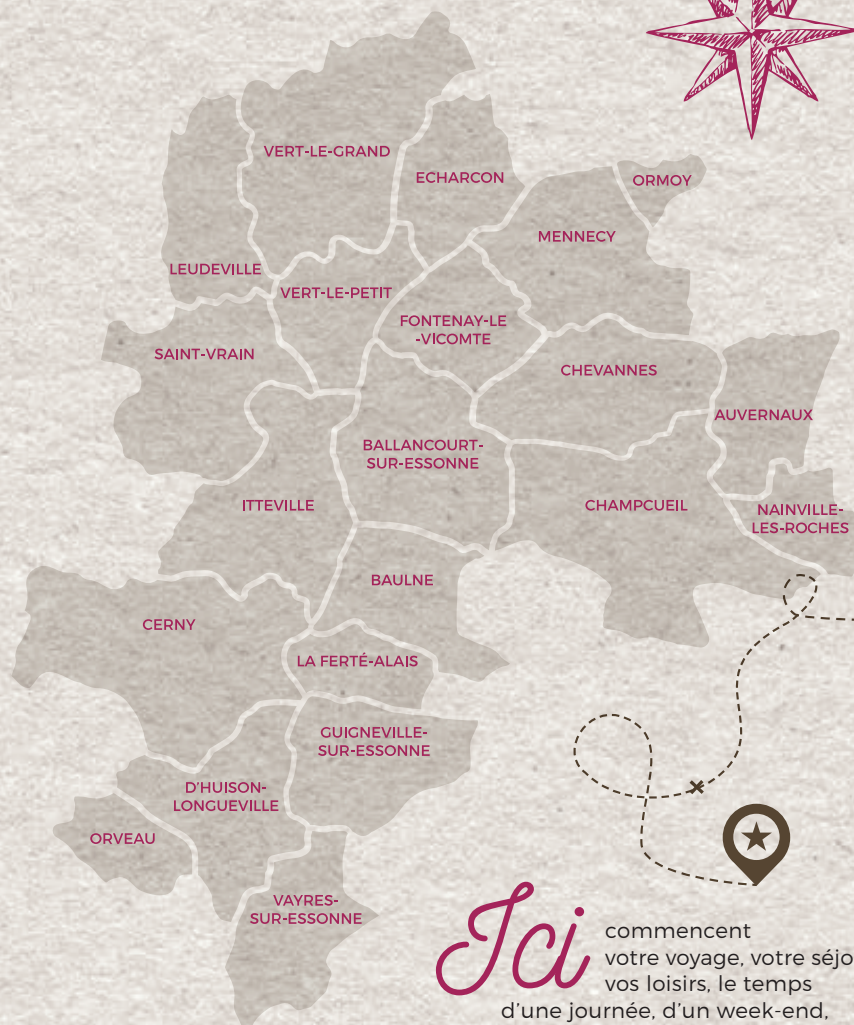 VERT-LE-GRAND
ECHARCON
ORMOY
MENNECY
LEUDEVILLE
VERT-LE-PETIT
FONTENAY-LE
-VICOMTE
SAINT-VRAIN
CHEVANNES
AUVERNAUX
BALLANCOURT-
SUR-ESSONNE
ITTEVILLE
CHAMPCUEIL
NAINVILLE-
LES-ROCHES
BAULNE
CERNY
LA FERTÉ-ALAIS
GUIGNEVILLE-
SUR-ESSONNE
D'HUISON-
LONGUEVILLE
ORVEAU
VAYRES-
SUR-ESSONNE
Ici commencent
votre voyage, votre séjo
vos loisirs, le temps
d'une journée, d'un week-end,